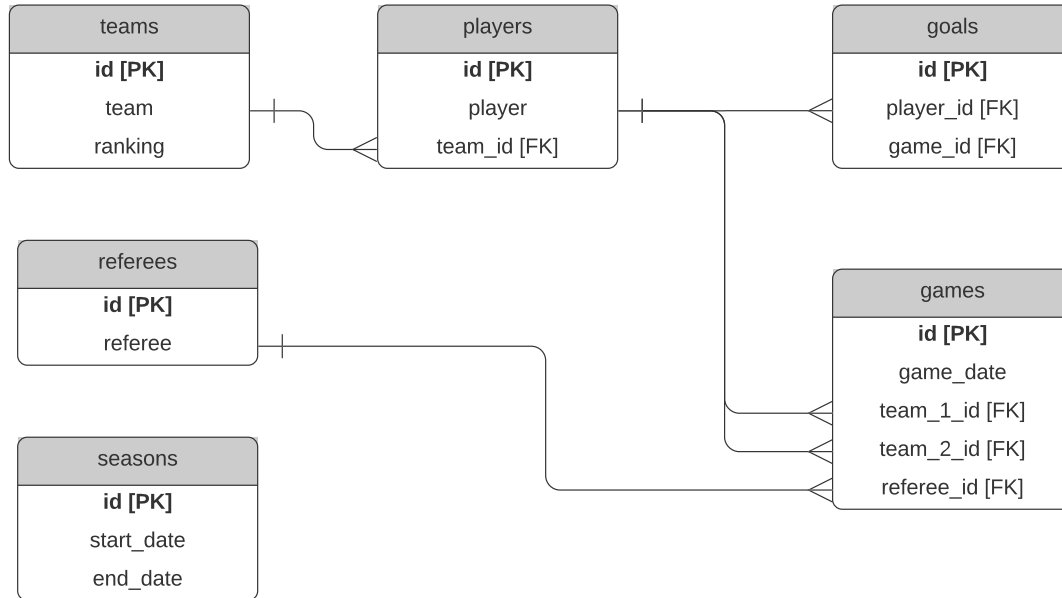 teams
id [PK]
team
ranking
players
id [PK]
player
team_id [FK]
goals
id [PK]
player_id [FK]
game_id [FK]
referees
id [PK]
referee
games
id [PK]
game_date
team_1_id [FK]
team_2_id [FK]
referee_id [FK]
seasons
id [PK]
start_date
end_date